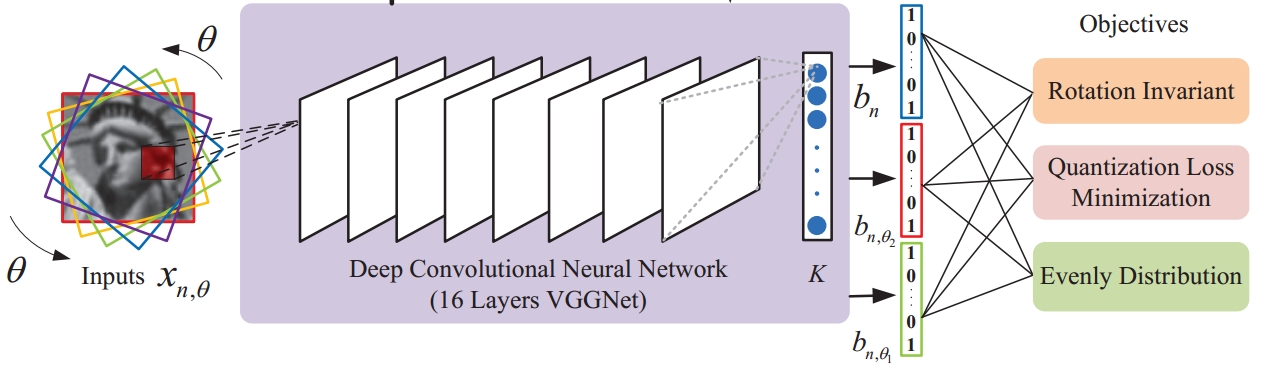 θ
θ
Inputs x_{n,θ}
Deep Convolutional Neural Network
(16 Layers VGGNet)
K
b_n
b_{n,θ_2}
b_{n,θ_1}
1
0
.
.
.
0
1
1
0
.
.
.
0
1
1
0
.
.
.
0
1
Objectives
Rotation Invariant
Quantization Loss
Minimization
Evenly Distribution